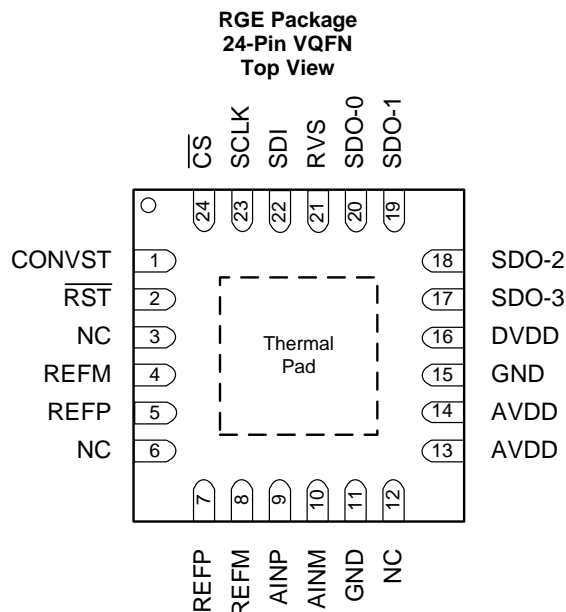 RGE Package
24-Pin VQFN
Top View
CS
SCLK
SDI
RVS
SDO-0
SDO-1
24
23
22
21
20
19
CONVST 1
18 SDO-2
RST 2
17 SDO-3
NC 3
16 DVDD
REFM 4
15 GND
REFP 5
14 AVDD
NC 6
13 AVDD
Thermal
Pad
7
8
9
10
11
12
REFP
REFM
AINP
AINM
GND
NC